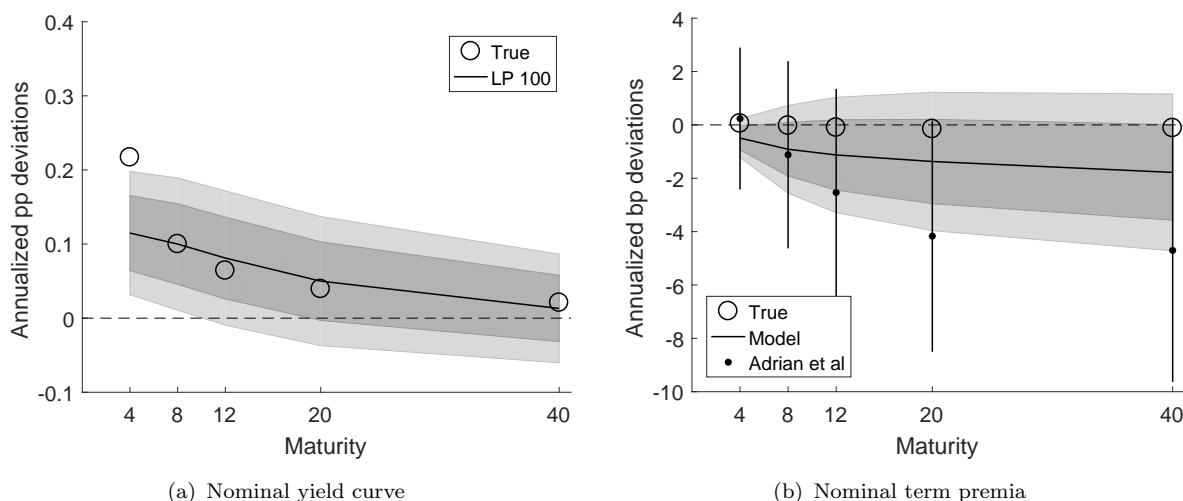 0.4
0.3
0.2
0.1
0
-0.1
Annualized pp deviations
True
LP 100
4 8 12 20 40
Maturity
(a) Nominal yield curve
4
2
0
-2
-4
-6
-8
-10
Annualized bp deviations
True
Model
Adrian et al
4 8 12 20 40
Maturity
(b) Nominal term premia